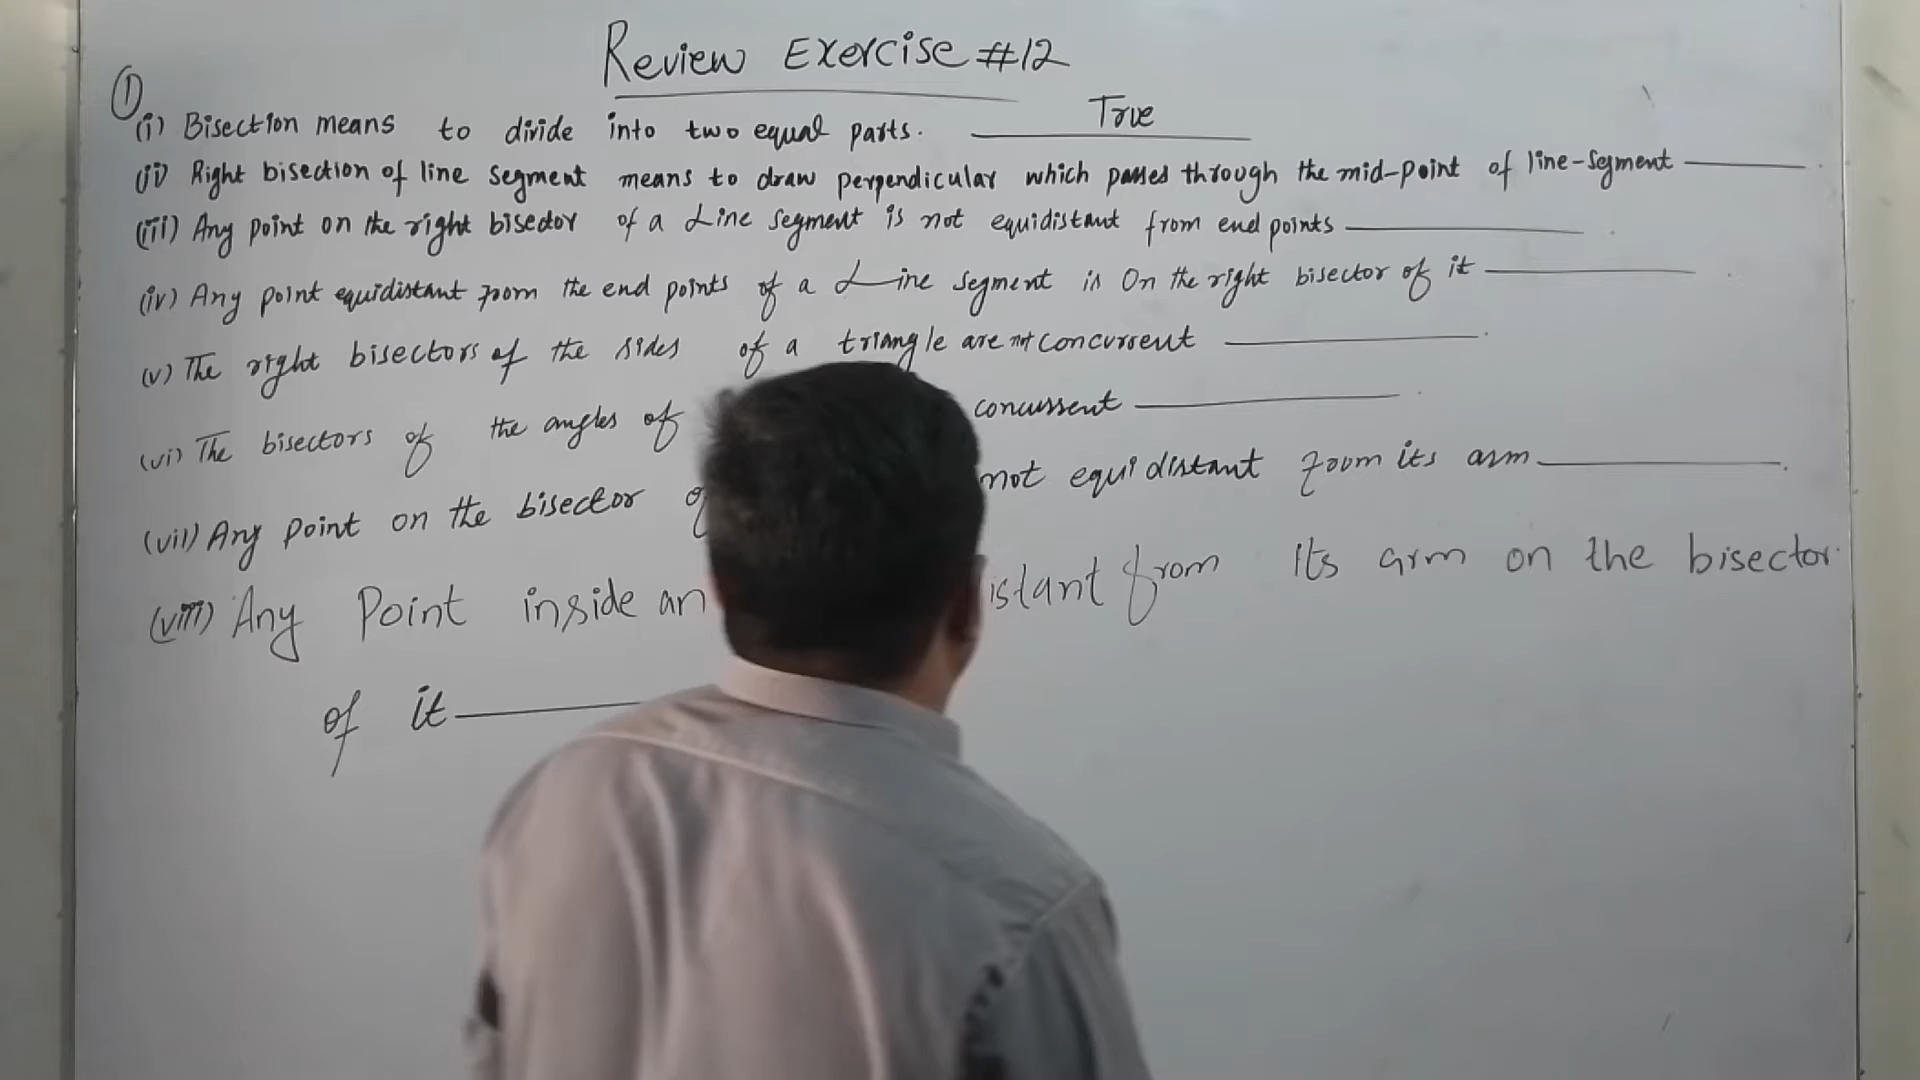 Review Exercise #12
①
(i) Bisection means to divide into two equal parts. True
(ii) Right bisection of line segment means to draw perpendicular which passes through the mid-point of line-segment
(iii) Any point on the right bisector of a Line segment is not equidistant from end points
(iv) Any point equidistant from the end points of a Line segment is On the right bisector of it
(v) The right bisectors of the sides of a triangle are not concurrent
(vi) The bisectors of the angles of concurrent
(vii) Any point on the bisector not equidistant from its arm
(viii) Any Point inside an istant from its arm on the bisector
of it